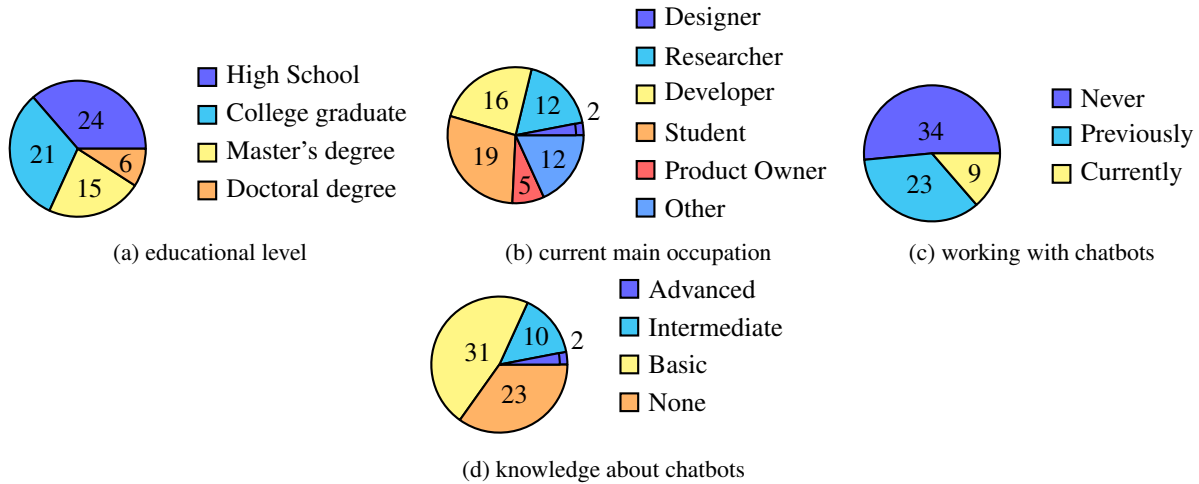 24
21
15
6
High School
College graduate
Master's degree
Doctoral degree
(a) educational level
2
12
16
19
5
12
Designer
Researcher
Developer
Student
Product Owner
Other
(b) current main occupation
34
23
9
Never
Previously
Currently
(c) working with chatbots
2
10
31
23
Advanced
Intermediate
Basic
None
(d) knowledge about chatbots